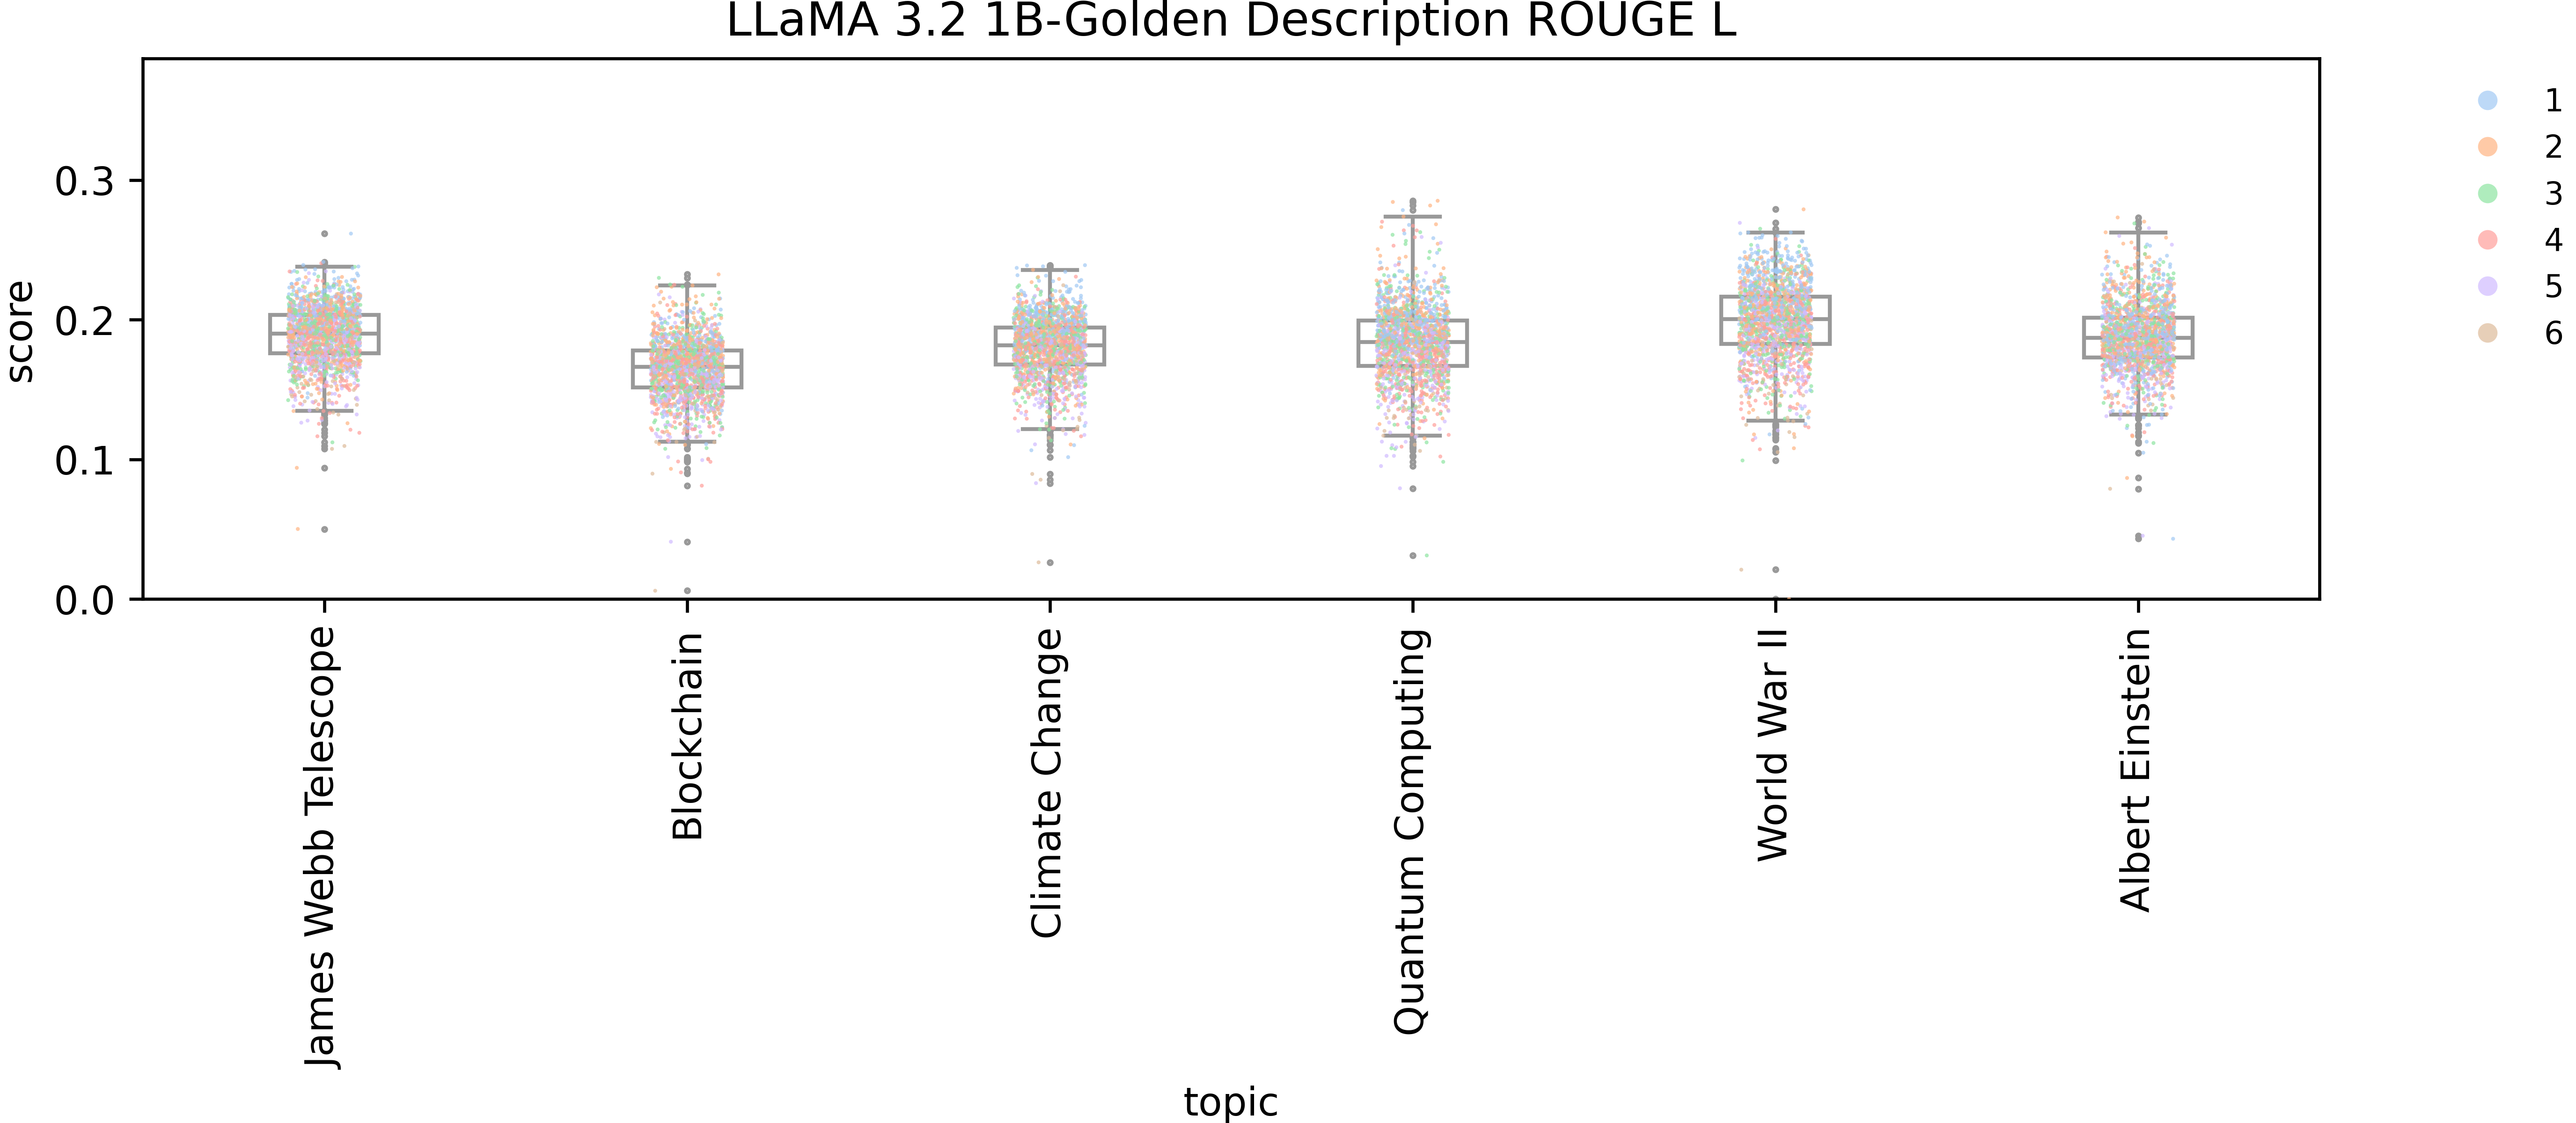 LLaMA 3.2 1B-Golden Description ROUGE L
score
0.3
0.2
0.1
0.0
1
2
3
4
5
6
James Webb Telescope
Blockchain
Climate Change
Quantum Computing
World War II
Albert Einstein
topic